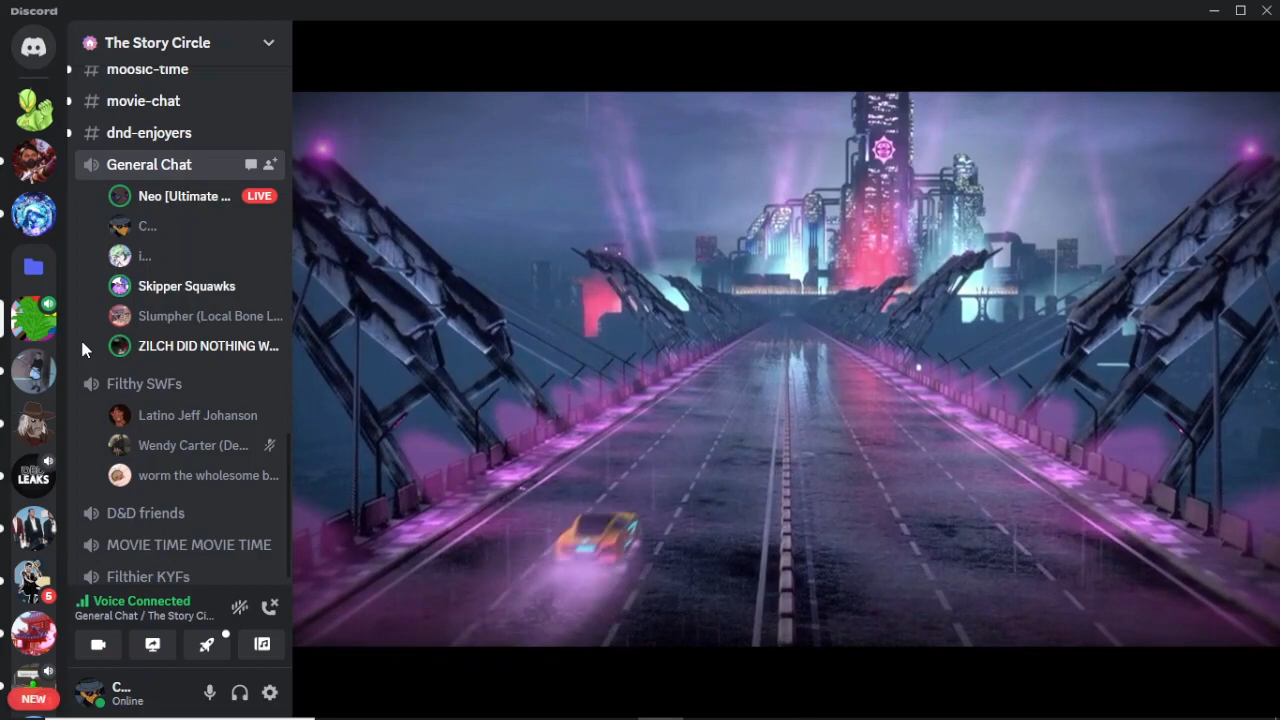 Discord
The Story Circle
moosic-time
movie-chat
dnd-enjoyers
General Chat
Neo [Ultimate ... LIVE
C...
i...
Skipper Squawks
Slumpher (Local Bone L...
ZILCH DID NOTHING W...
Filthy SWFs
Latino Jeff Johanson
Wendy Carter (De...
worm the wholesome b...
LEAKS
D&D friends
MOVIE TIME MOVIE TIME
Filthier KYFs
5
Voice Connected
General Chat / The Story Ci...
C...
Online
NEW